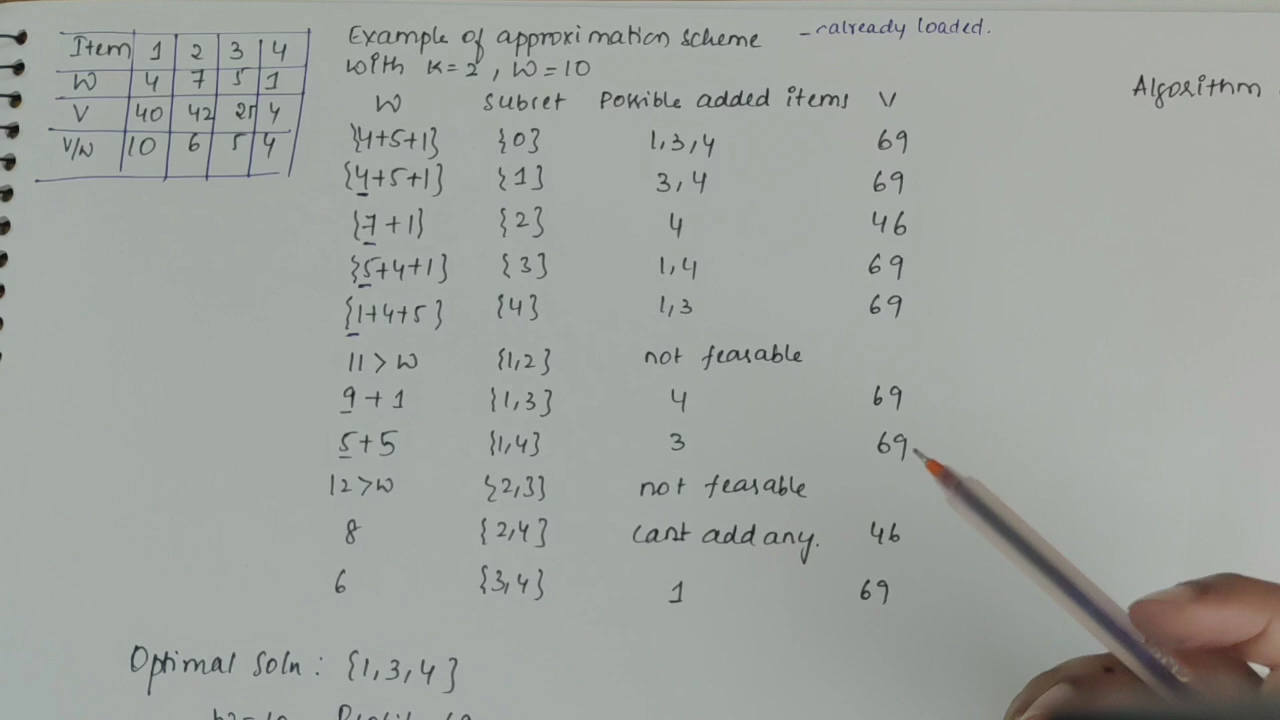 Item 1 2 3 4
W 4 7 5 1
V 40 42 25 4
V/W 10 6 5 4
Example of approximation scheme - already loaded.
With K=2, W=10
Algorithm
W Subset Possible added items V
{4+5+1} {0} 1,3,4 69
{4+5+1} {1} 3,4 69
{7+1} {2} 4 46
{5+4+1} {3} 1,4 69
{1+4+5} {4} 1,3 69
11>W {1,2} not feasable
9+1 {1,3} 4 69
5+5 {1,4} 3 69
12>W {2,3} not feasable
8 {2,4} cant add any. 46
6 {3,4} 1 69
Optimal soln: {1,3,4}